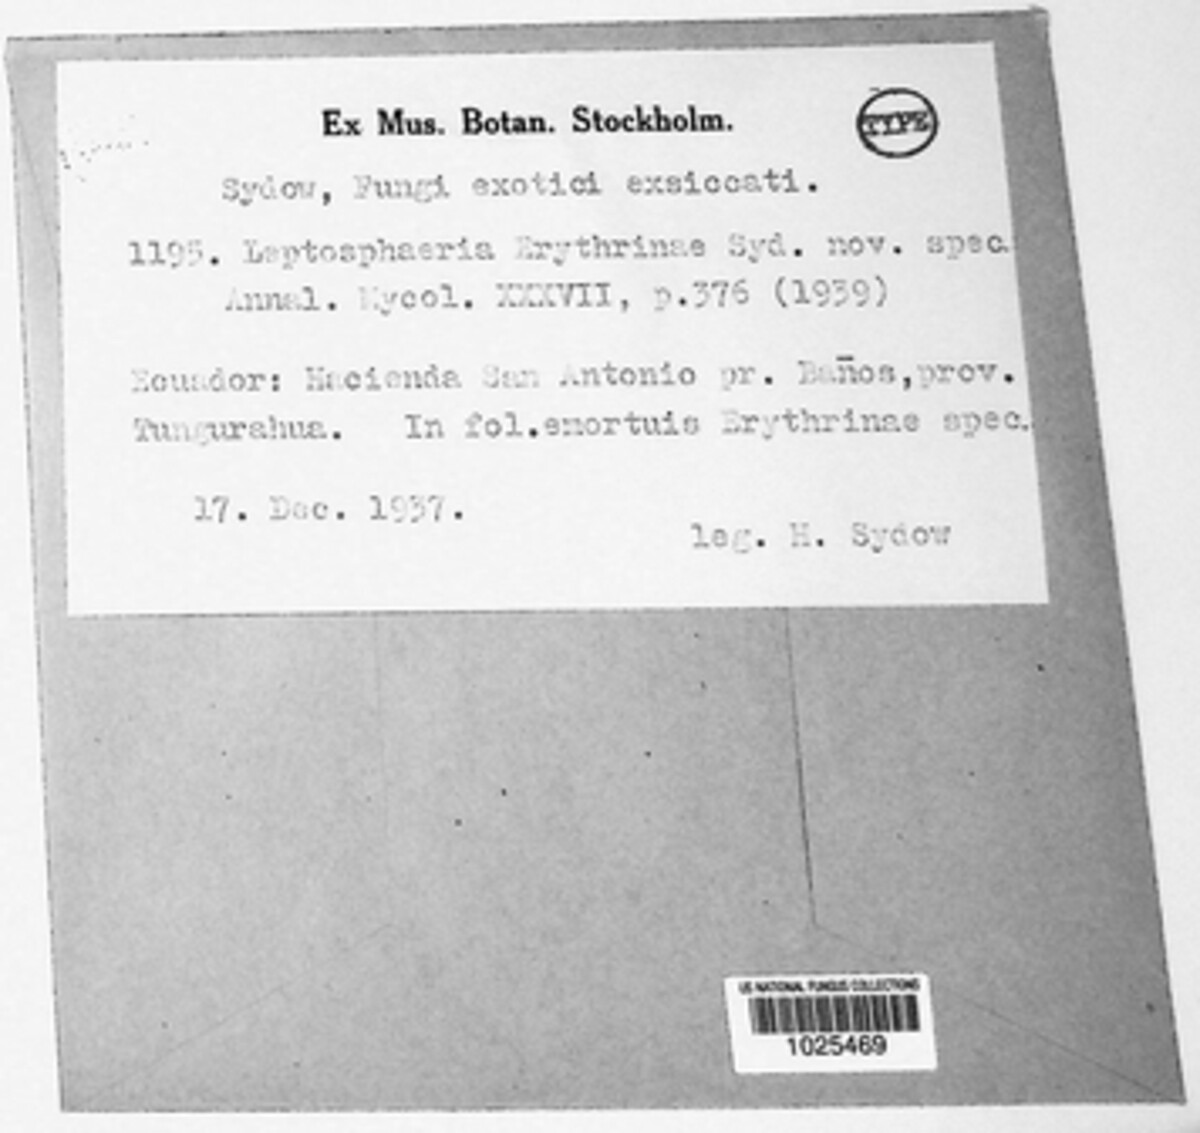 Ex Mus. Botan. Stockholm.
TYPE
Sydow, Fungi exotici exsiccati.
1195. Leptosphaeria Erythrinae Syd. nov. spec.
Annal. Mycol. XXXVII, p.376 (1939)
Ecuador: Hacienda San Antonio pr. Baños, prov.
Tungurahua. In fol.emortuis Erythrinae spec.
17. Dec. 1937.
leg. H. Sydow
US NATIONAL FUNGUS COLLECTIONS
1025469